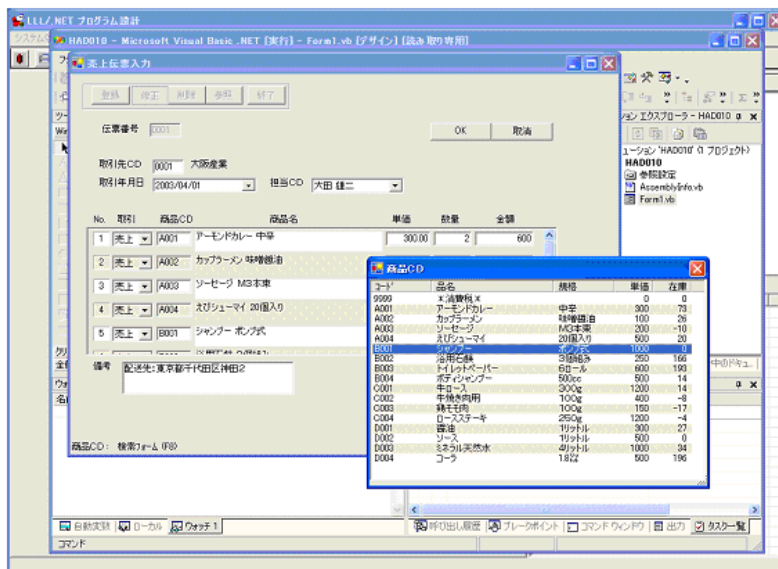 LLL/.NET プログラム設計
HAD010 - Microsoft Visual Basic .NET [実行] - Form1.vb [デザイン] [読み取り専用]
売上伝票入力
登録 修正 削除 参照 終了
伝票番号 0001
OK 取消
取引先CD 0001 大阪産業
取引年月日 2003/04/01 担当CD 大田 雄二
No. 取引 商品CD 商品名 単価 数量 金額
1 売上 A001 アーモンドカレー 中辛 300.00 2 600
2 売上 A002 カップラーメン 味噌醤油
3 売上 A003 ソーセージ M3本束
4 売上 A004 えびシューマイ 20個入り
5 売上 B001 シャンプー ポンプ式
備考 配送先:東京都千代田区神田2
商品CD: 検索フォーム (F8)
ション エクスプローラ - HAD010
ューション 'HAD010' (1 プロジェクト)
HAD010
参照設定
AssemblyInfo.vb
Form1.vb
商品CD
コード 品名 規格 単価 在庫
9999 *消費税* 0 0
A001 アーモンドカレー 中辛 300 73
A002 カップラーメン 味噌醤油 100 26
A003 ソーセージ M3本束 200 -10
A004 えびシューマイ 20個入り 500 20
B001 シャンプー ポンプ式 1000 0
B002 浴用石鹸 3個組み 250 166
B003 トイレットペーパー 6ロール 600 193
B004 ボディシャンプー 500cc 500 14
C001 牛ロース 300g 1200 14
C002 牛焼き肉用 100g 400 -8
C003 鶏モモ肉 100g 150 -17
C004 ロースステーキ 250g 1200 -4
D001 醤油 1リットル 300 27
D002 ソース 1リットル 500 0
D003 ミネラル天然水 4リットル 1000 34
D004 コーラ 500 196
自動変数 ローカル ウォッチ 1
呼び出し履歴 ブレークポイント コマンド ウィンドウ 出力 タスク一覧
コマンド